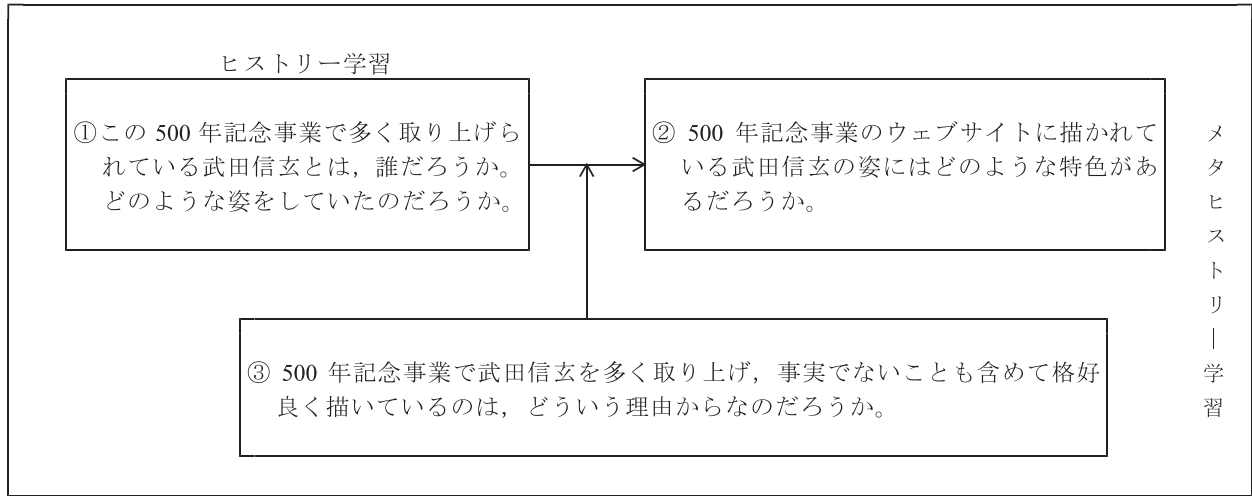 ヒストリー学習
①この 500 年記念事業で多く取り上げら
れている武田信玄とは，誰だろうか。
どのような姿をしていたのだろうか。
② 500 年記念事業のウェブサイトに描かれて
いる武田信玄の姿にはどのような特色があ
るだろうか。
③ 500 年記念事業で武田信玄を多く取り上げ，事実でないことも含めて格好
良く描いているのは，どういう理由からなのだろうか。
メタヒストリー学習